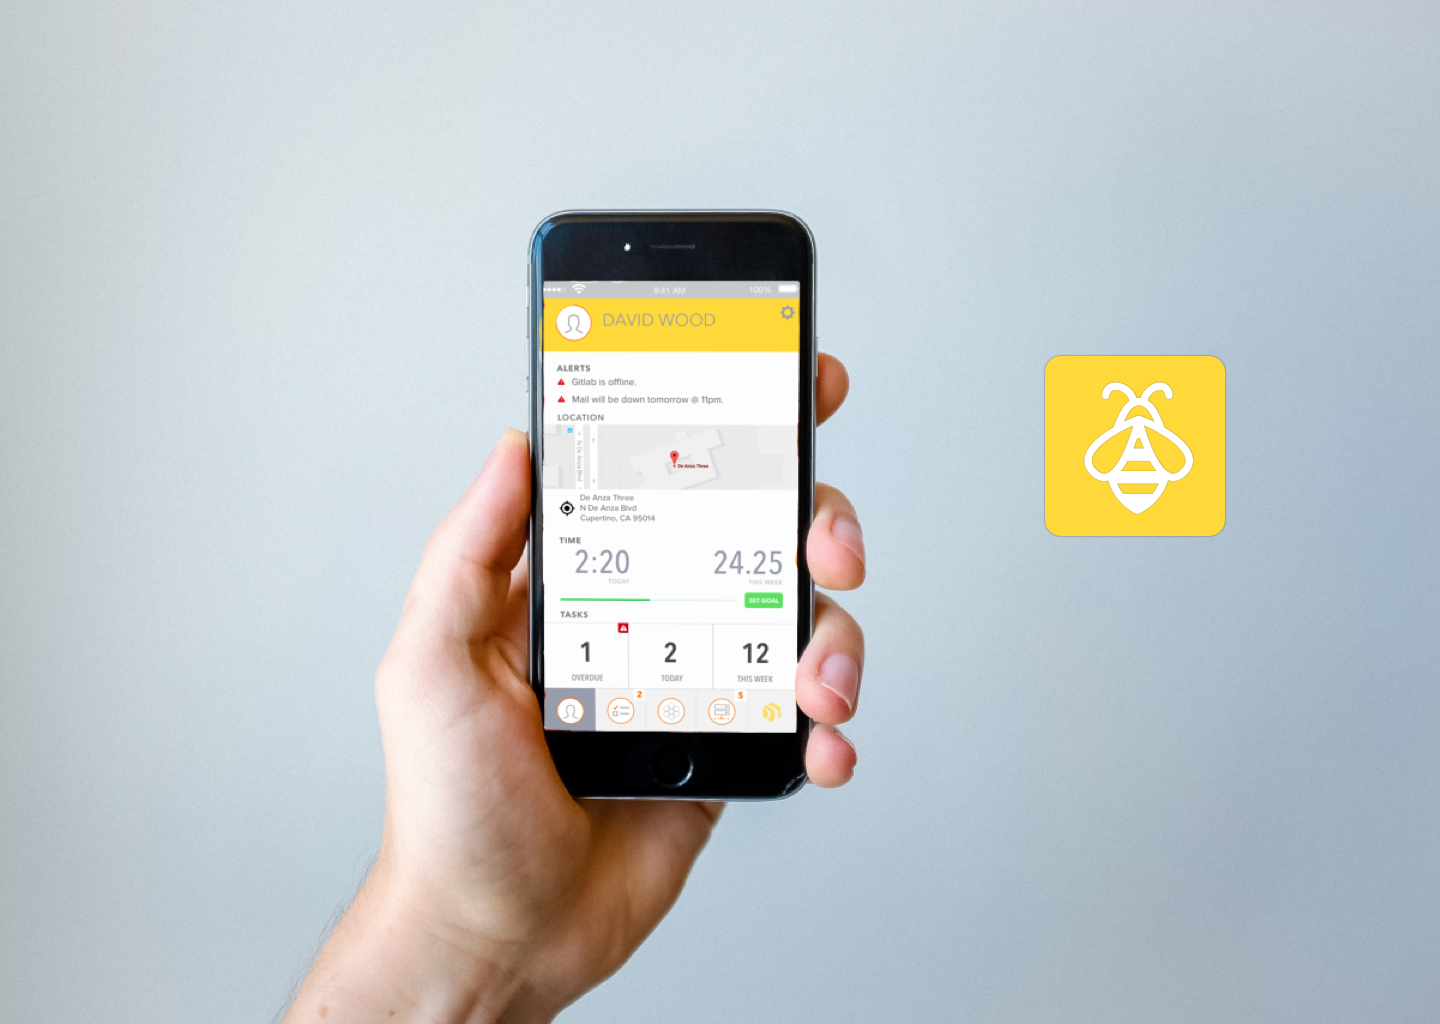 9:41 AM 100%
DAVID WOOD
ALERTS
Gitlab is offline.
Mail will be down tomorrow @ 11pm.
LOCATION
N De Anza Blvd
De Anza Three
De Anza Three
N De Anza Blvd
Cupertino, CA 95014
TIME
2:20 24.25
TODAY THIS WEEK
SET GOAL
TASKS
1 2 12
OVERDUE TODAY THIS WEEK
2 5